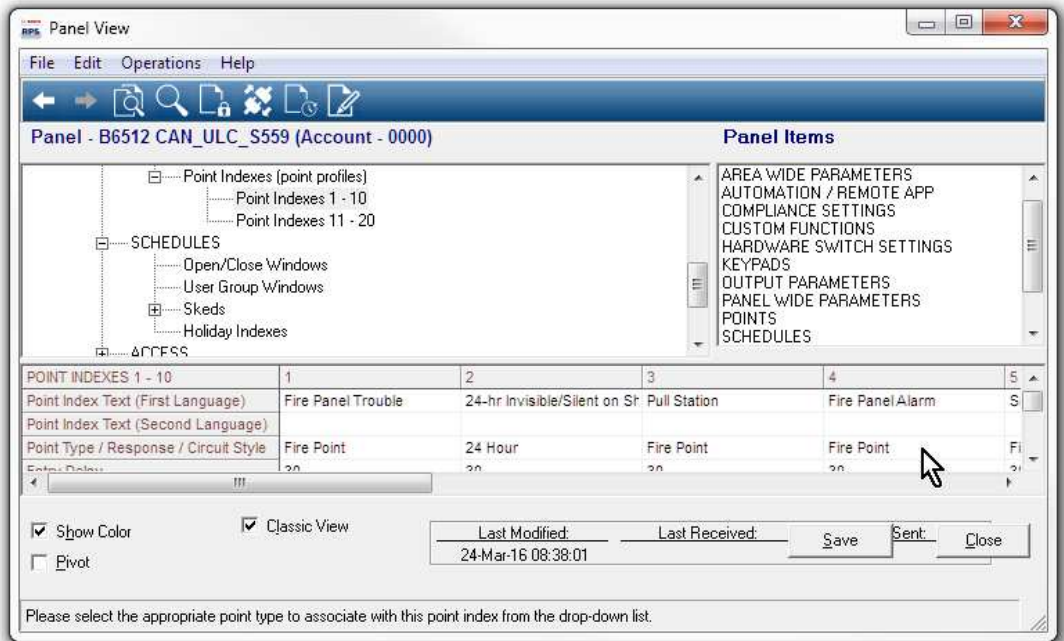 RPS Panel View
File Edit Operations Help
Panel - B6512 CAN_ULC_S559 (Account - 0000)
Panel Items
Point Indexes (point profiles)
Point Indexes 1 - 10
Point Indexes 11 - 20
SCHEDULES
Open/Close Windows
User Group Windows
Skeds
Holiday Indexes
ACCESS
AREA WIDE PARAMETERS
AUTOMATION / REMOTE APP
COMPLIANCE SETTINGS
CUSTOM FUNCTIONS
HARDWARE SWITCH SETTINGS
KEYPADS
OUTPUT PARAMETERS
PANEL WIDE PARAMETERS
POINTS
SCHEDULES
POINT INDEXES 1 - 10 1 2 3 4 5
Point Index Text (First Language) Fire Panel Trouble 24-hr Invisible/Silent on Sh Pull Station Fire Panel Alarm S
Point Index Text (Second Language)
Point Type / Response / Circuit Style Fire Point 24 Hour Fire Point Fire Point Fi
Entry Delay 30 30 30 30
Show Color
Classic View
Pivot
Last Modified: Last Received: Sent:
24-Mar-16 08:38:01
Save
Close
Please select the appropriate point type to associate with this point index from the drop-down list.